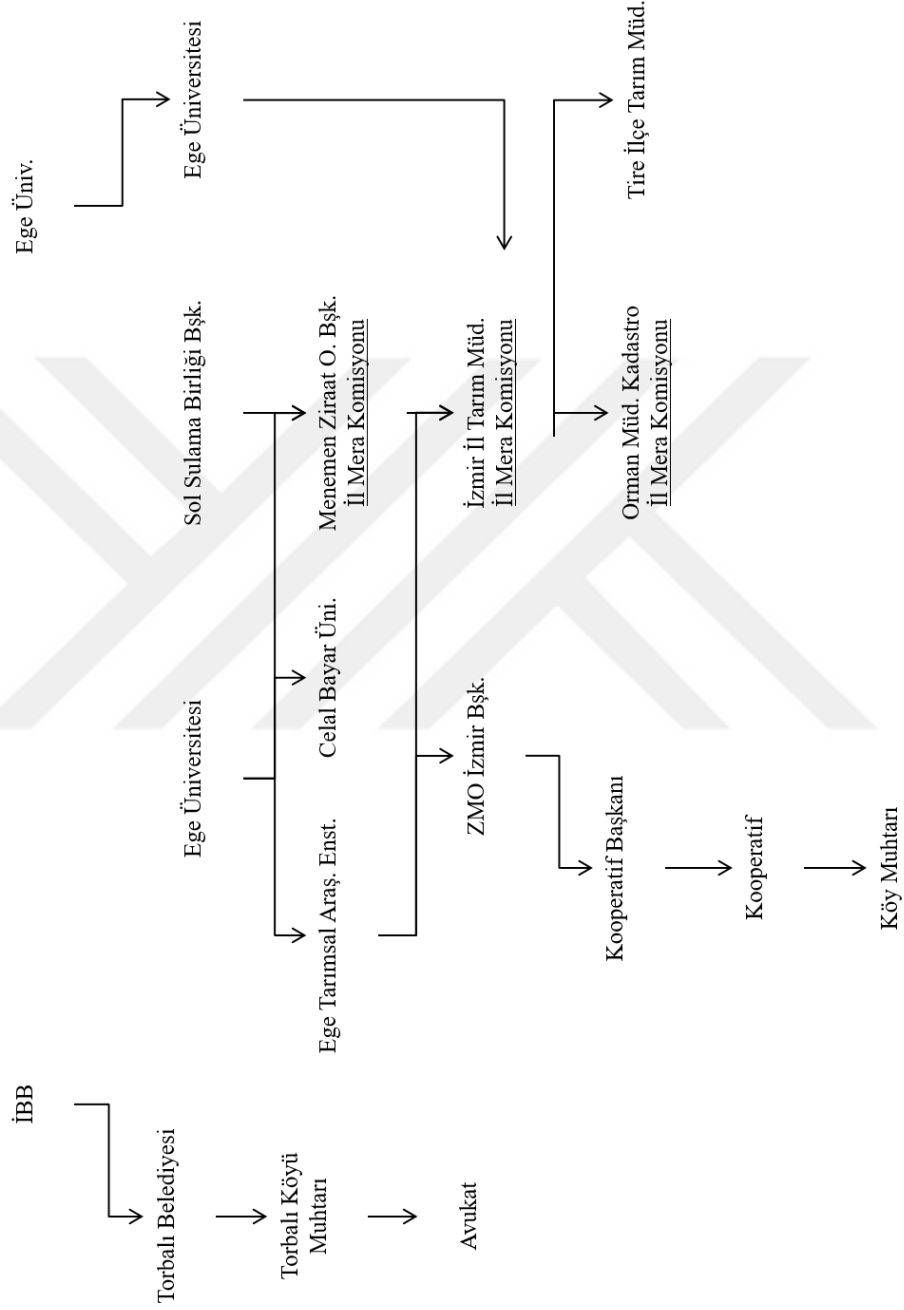 İBB
Ege Üniv.
Torbalı Belediyesi
Ege Üniversitesi
Sol Sulama Birliği Bşk.
Ege Üniversitesi
Torbalı Köyü
Muhtarı
Ege Tarımsal Araş. Enst.
Celal Bayar Üni.
Menemen Ziraat O. Bşk.
İl Mera Komisyonu
Avukat
ZMO İzmir Bşk.
İzmir İl Tarım Müd.
İl Mera Komisyonu
Kooperatif Başkanı
Orman Müd. Kadastro
İl Mera Komisyonu
Tire İlçe Tarım Müd.
Kooperatif
Köy Muhtarı